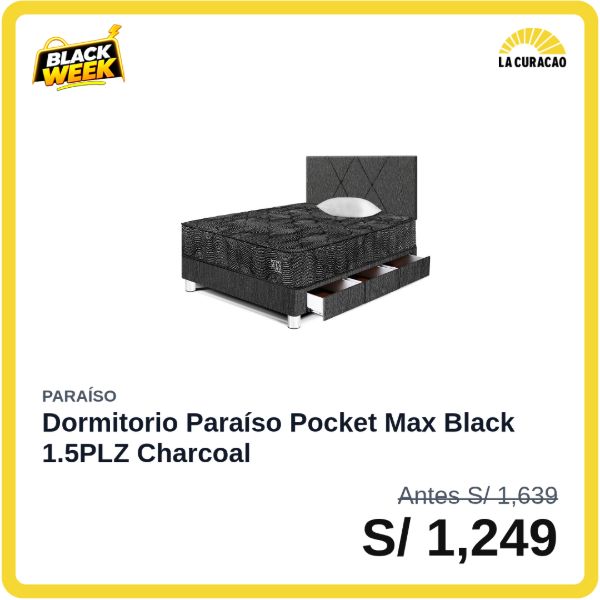 BLACK
WEEK
LA CURACAO
PARAÍSO
Dormitorio Paraíso Pocket Max Black
1.5PLZ Charcoal
Antes S/ 1,639
S/ 1,249